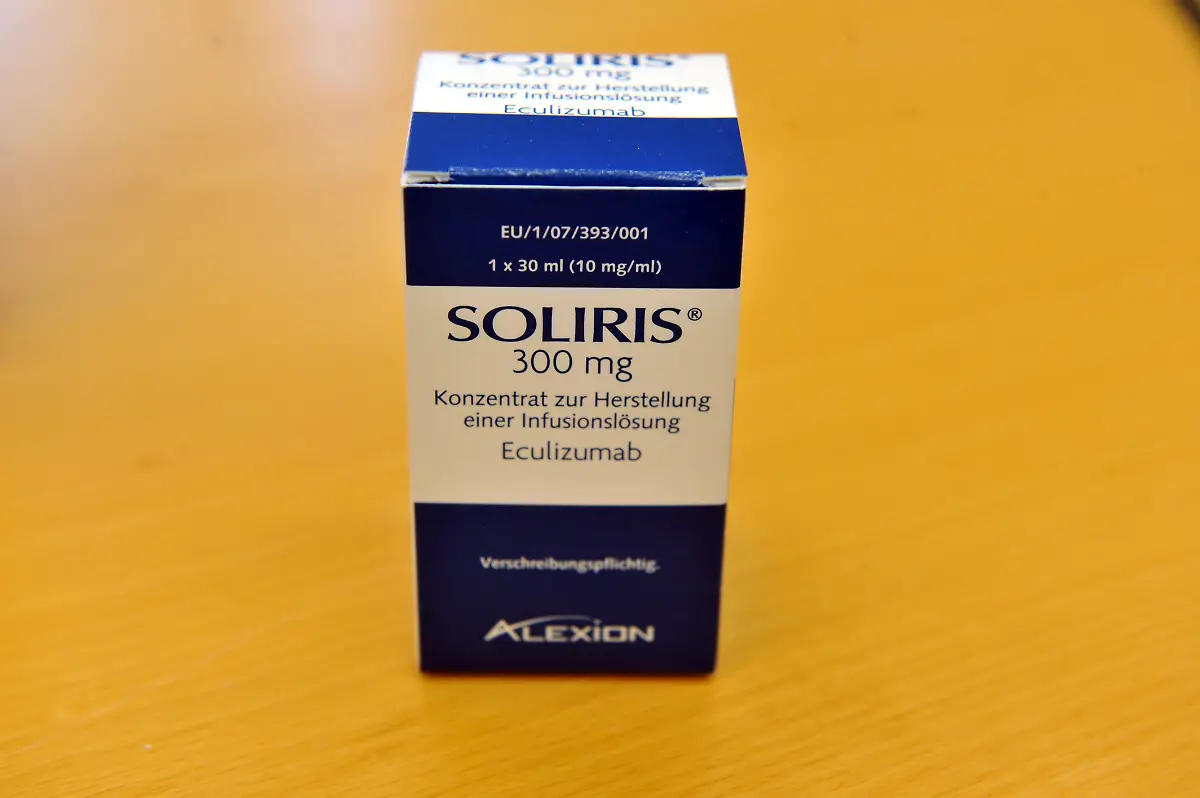 SOLIRIS®
300 mg
Konzentrat zur Herstellung
einer Infusionslösung
Eculizumab
EU/1/07/393/001
1 x 30 ml (10 mg/ml)
SOLIRIS®
300 mg
Konzentrat zur Herstellung
einer Infusionslösung
Eculizumab
Verschreibungspflichtig.
ALEXION